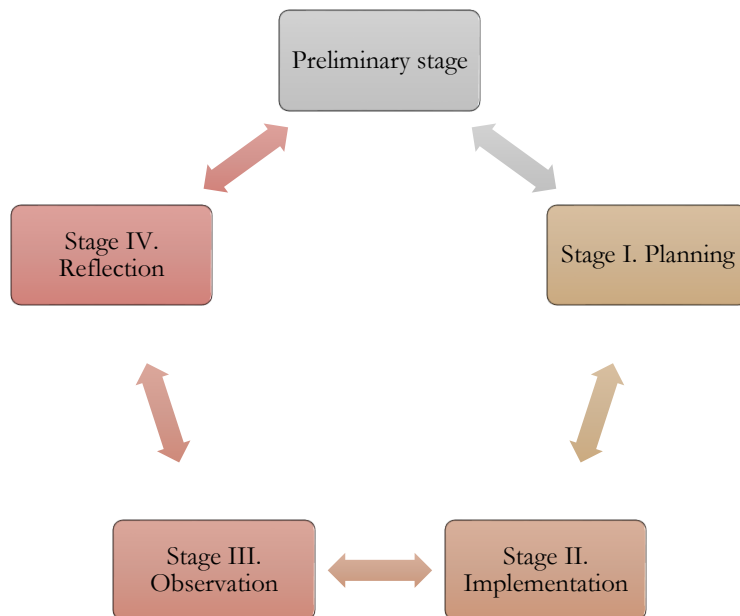 Preliminary stage
Stage I. Planning
Stage II.
Implementation
Stage III.
Observation
Stage IV.
Reflection